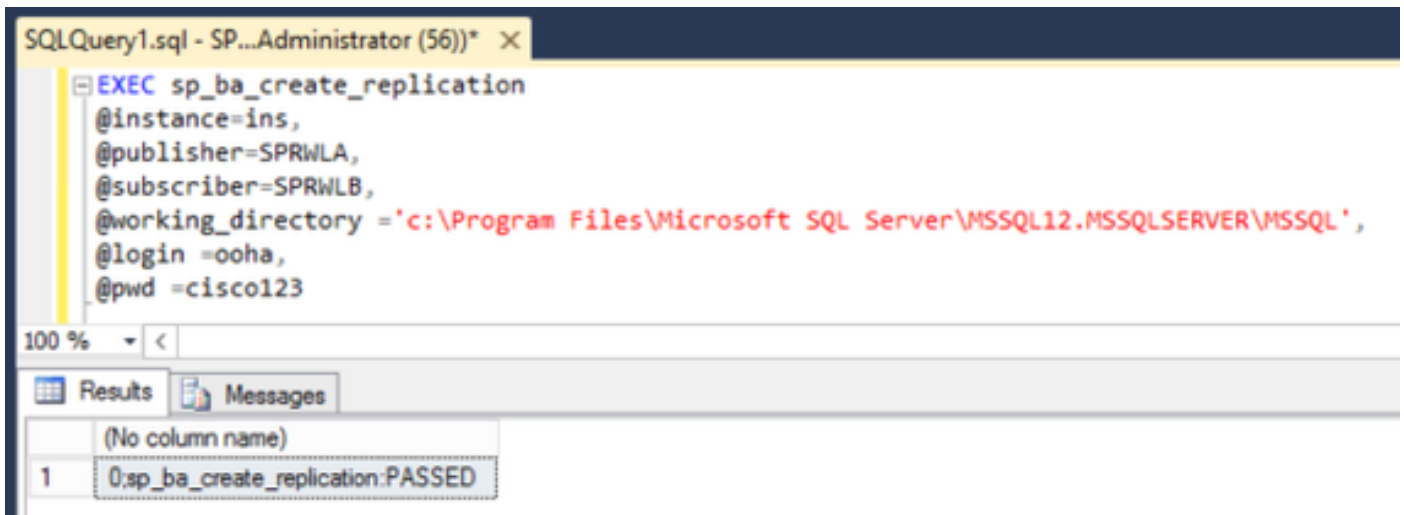 SQLQuery1.sql - SP...Administrator (56))* ×
EXEC sp_ba_create_replication
@instance=ins,
@publisher=SPRWLA,
@subscriber=SPRWLB,
@working_directory ='c:\Program Files\Microsoft SQL Server\MSSQL12.MSSQLSERVER\MSSQL',
@login =ooha,
@pwd =cisco123
100 %
Results Messages
(No column name)
1 0;sp_ba_create_replication:PASSED